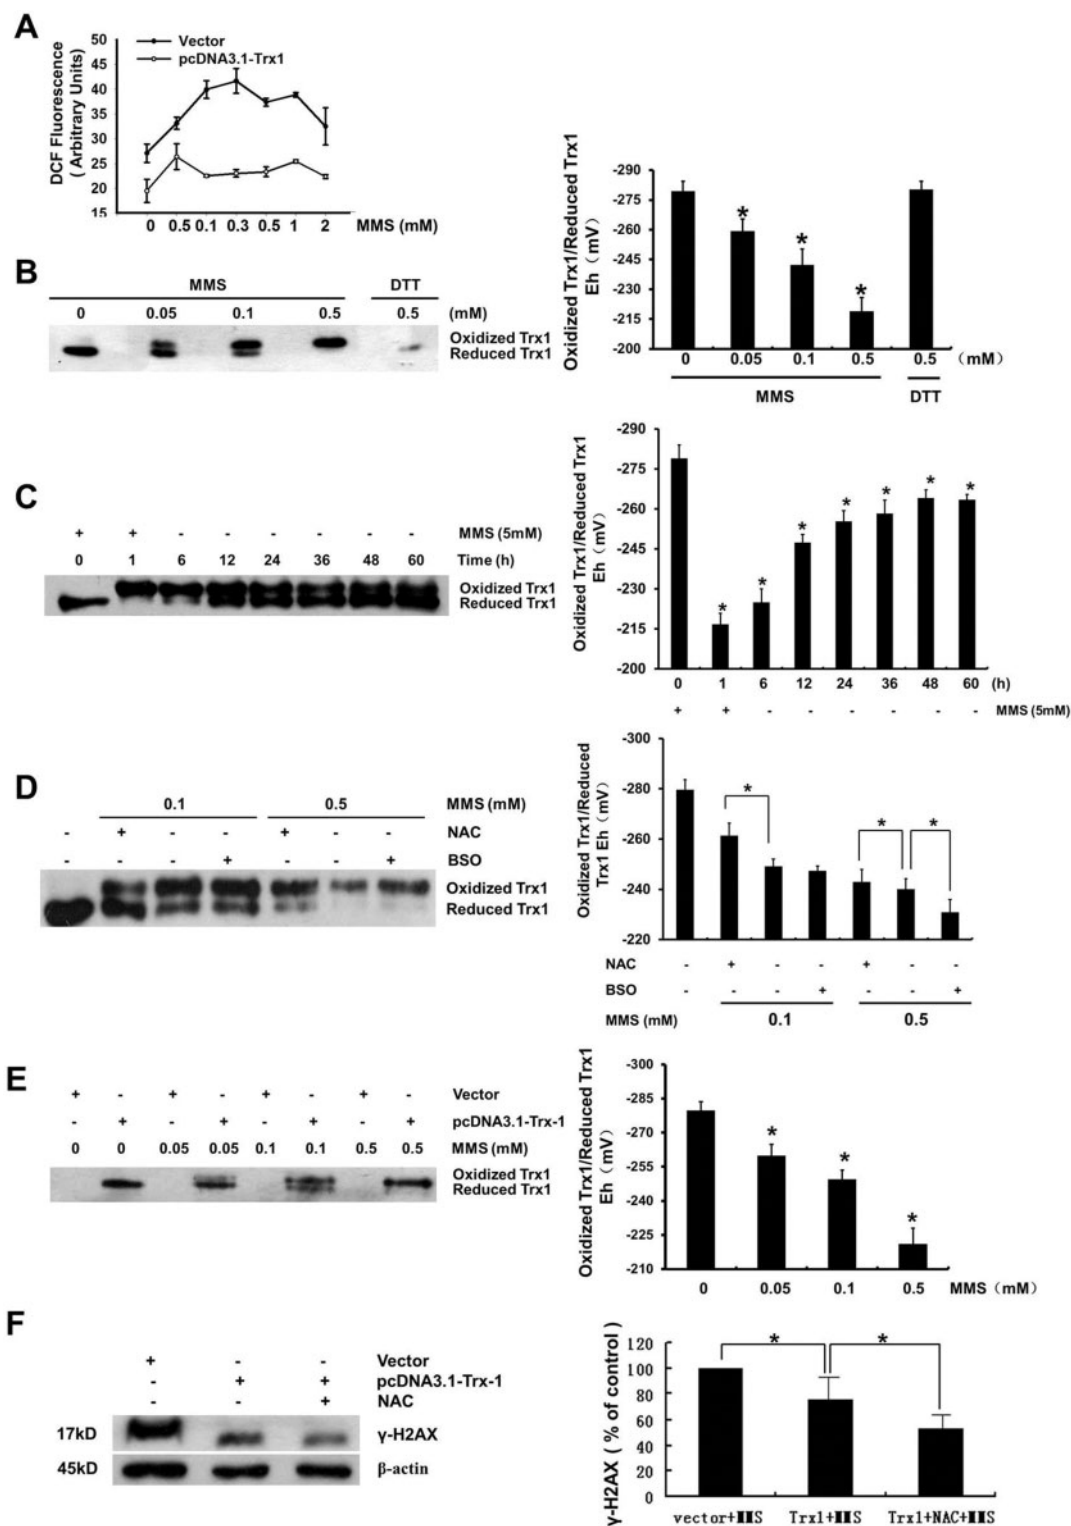 A
DCF Fluorescence
( Arbitrary Units)
50
45
40
35
30
25
20
15
Vector
pcDNA3.1-Trx1
0 0.5 0.1 0.3 0.5 1 2 MMS (mM)
B
MMS DTT
0 0.05 0.1 0.5 0.5 (mM)
Oxidized Trx1
Reduced Trx1
Oxidized Trx1/Reduced Trx1
Eh（mV）
-290
-275
-260
-245
-230
-215
-200
* * *
0 0.05 0.1 0.5 0.5 （mM）
MMS DTT
C
+ + - - - - - - MMS (5mM)
0 1 6 12 24 36 48 60 Time (h)
Oxidized Trx1
Reduced Trx1
Oxidized Trx1/Reduced Trx1
Eh（mV）
-290
-275
-260
-245
-230
-215
-200
* * * * * * *
0 1 6 12 24 36 48 60 (h)
+ + - - - - - - MMS (5mM)
D
0.1 0.5 MMS (mM)
- + - - + - - NAC
- - - + - - + BSO
Oxidized Trx1
Reduced Trx1
Oxidized Trx1/Reduced
Trx1 Eh（mV）
-300
-280
-260
-240
-220
* * *
NAC - + - - + - -
BSO - - - + - - +
MMS (mM) 0.1 0.5
E
+ - + - + - + - Vector
- + - + - + - + pcDNA3.1-Trx-1
0 0 0.05 0.05 0.1 0.1 0.5 0.5 MMS (mM)
Oxidized Trx1
Reduced Trx1
Oxidized Trx1/Reduced Trx1
Eh（mV）
-300
-285
-270
-255
-240
-225
-210
* * *
0 0.05 0.1 0.5 MMS（mM）
F
+ - - Vector
- + + pcDNA3.1-Trx-1
- - + NAC
17kD γ-H2AX
45kD β-actin
γ-H2AX ( % of control )
120
100
80
60
40
20
0
* *
vector+MMS Trx1+MMS Trx1+NAC+MMS